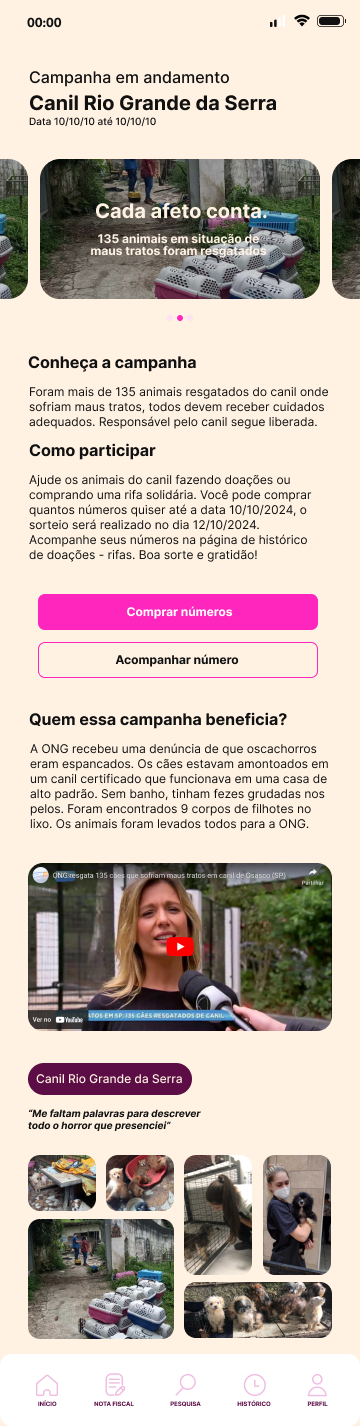 00:00
Campanha em andamento
Canil Rio Grande da Serra
Data 10/10/10 até 10/10/10
Cada afeto conta.
135 animais em situação de
maus tratos foram resgatados
Conheça a campanha
Foram mais de 135 animais resgatados do canil onde
sofriam maus tratos, todos devem receber cuidados
adequados. Responsável pelo canil segue liberada.
Como participar
Ajude os animais do canil fazendo doações ou
comprando uma rifa solidária. Você pode comprar
quantos números quiser até a data 10/10/2024, o
sorteio será realizado no dia 12/10/2024.
Acompanhe seus números na página de histórico
de doações - rifas. Boa sorte e gratidão!
Comprar números
Acompanhar número
Quem essa campanha beneficia?
A ONG recebeu uma denúncia de que oscachorros
eram espancados. Os cães estavam amontoados em
um canil certificado que funcionava em uma casa de
alto padrão. Sem banho, tinham fezes grudadas nos
pelos. Foram encontrados 9 corpos de filhotes no
lixo. Os animais foram levados todos para a ONG.
ONG resgata 135 cães que sofriam maus tratos em canil de Osasco (SP)
Partilhar
Ver no YouTube
ATOS EM SP: 135 CÃES RESGATADOS DE CANIL
Canil Rio Grande da Serra
“Me faltam palavras para descrever
todo o horror que presenciei”
INÍCIO
NOTA FISCAL
PESQUISA
HISTÓRICO
PERFIL